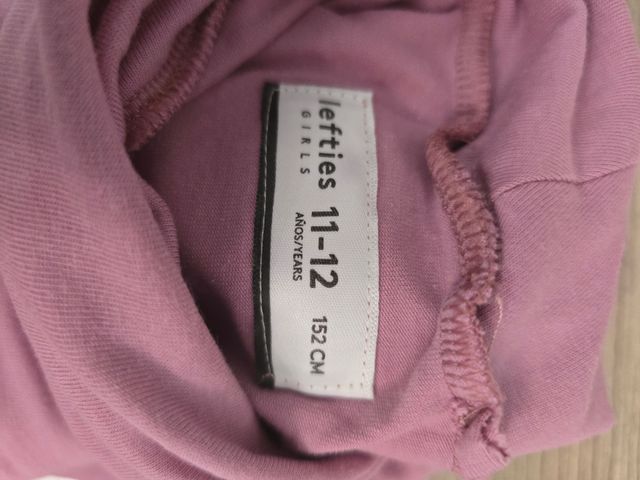 lefties
GIRLS
11-12
AÑOS/YEARS
152 CM